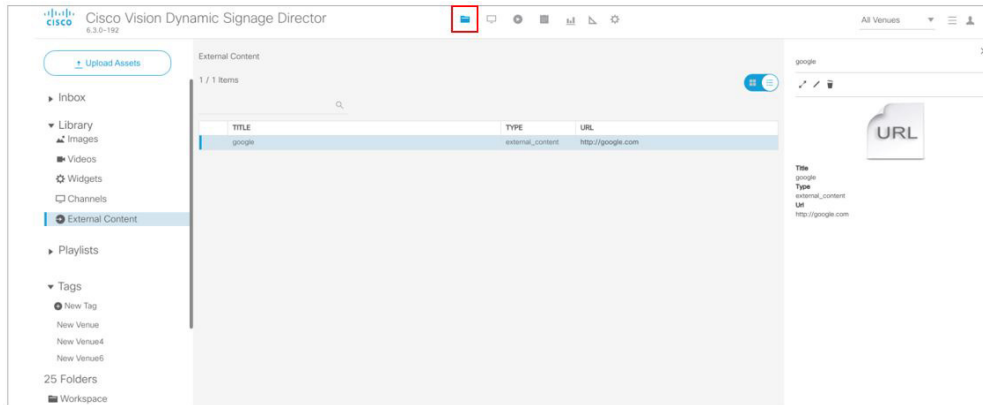 CISCO
Cisco Vision Dynamic Signage Director
6.3.0-192
All Venues
Upload Assets
Inbox
Library
Images
Videos
Widgets
Channels
External Content
Playlists
Tags
New Tag
New Venue
New Venue4
New Venue6
25 Folders
Workspace
External Content
1 / 1 Items
TITLE TYPE URL
google external_content http://google.com
google
URL
Title
google
Type
external_content
Url
http://google.com